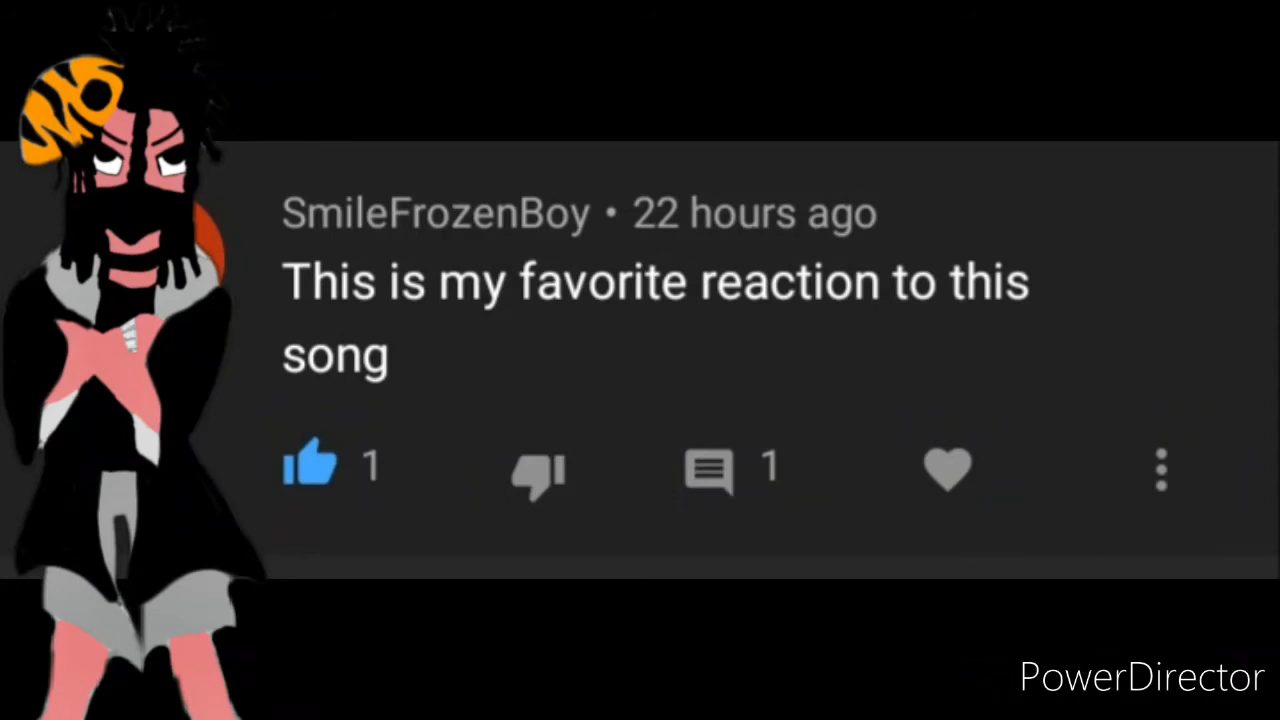 SmileFrozenBoy • 22 hours ago
This is my favorite reaction to this
song
1 1
PowerDirector